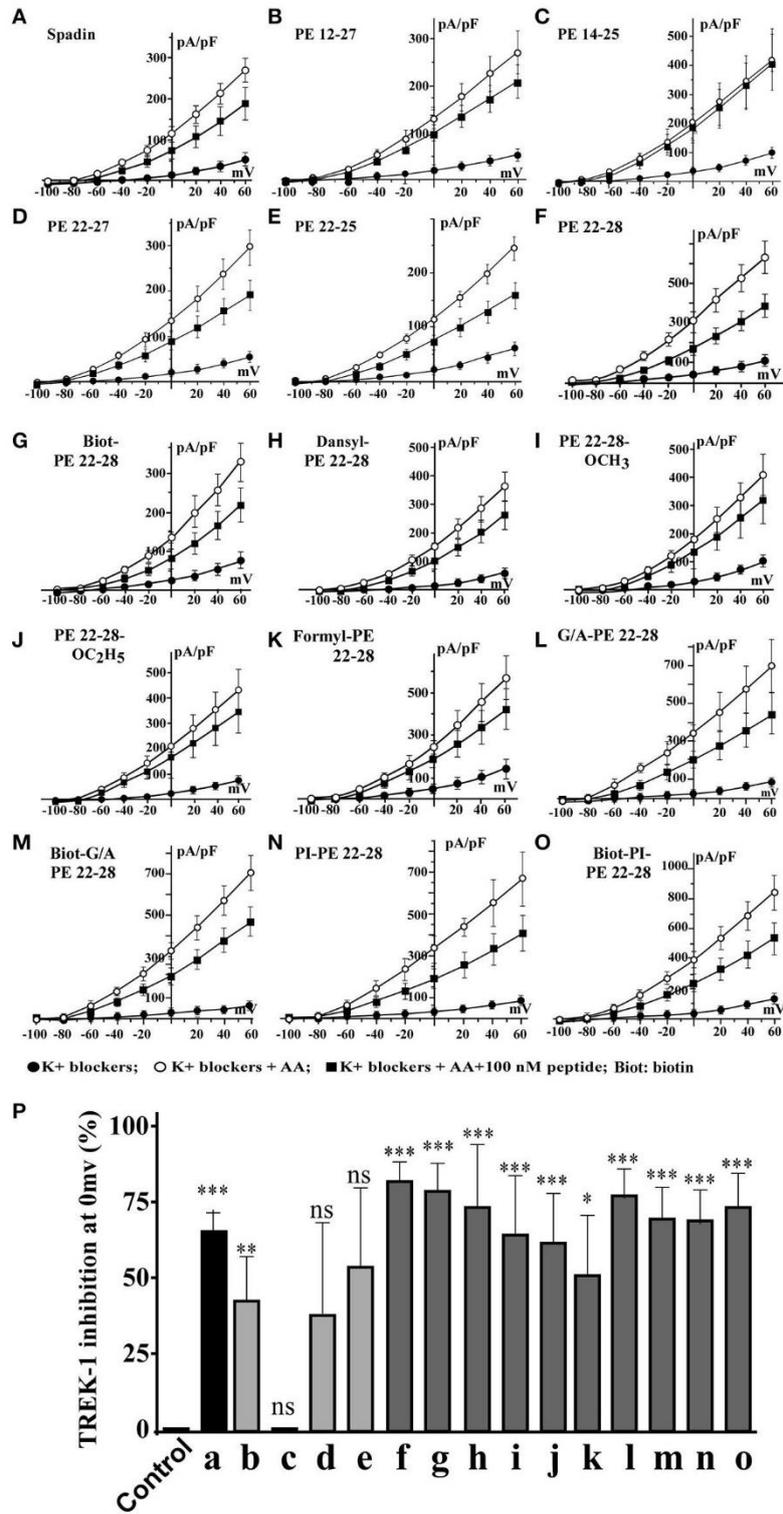 A
Spadin
pA/pF
300
200
100
mV
-100 -80 -60 -40 -20 20 40 60
B
PE 12-27
pA/pF
300
200
100
mV
-100 -80 -60 -40 -20 20 40 60
C
PE 14-25
pA/pF
500
400
300
200
100
mV
-100 -80 -60 -40 -20 20 40 60
D
PE 22-27
pA/pF
300
200
100
mV
-100 -80 -60 -40 -20 20 40 60
E
PE 22-25
pA/pF
300
200
100
mV
-100 -80 -60 -40 -20 20 40 60
F
PE 22-28
pA/pF
500
300
100
mV
-100 -80 -60 -40 -20 20 40 60
G
Biot-
PE 22-28
pA/pF
300
200
100
mV
-100 -80 -60 -40 -20 20 40 60
H
Dansyl-
PE 22-28
pA/pF
500
400
300
200
100
mV
-100 -80 -60 -40 -20 20 40 60
I
PE 22-28-
OCH3
pA/pF
500
400
300
200
100
mV
-100 -80 -60 -40 -20 20 40 60
J
PE 22-28-
OC2H5
pA/pF
500
400
300
200
100
mV
-100 -80 -60 -40 -20 20 40 60
K
Formyl-PE
22-28
pA/pF
500
300
100
mV
-100 -80 -60 -40 -20 20 40 60
L
G/A-PE 22-28
pA/pF
700
500
300
100
mV
-100 -80 -60 -40 -20 20 40 60
M
Biot-G/A
PE 22-28
pA/pF
700
500
300
100
mV
-100 -80 -60 -40 -20 20 40 60
N
PI-PE 22-28
pA/pF
700
500
300
100
mV
-100 -80 -60 -40 -20 20 40 60
O
Biot-PI-
PE 22-28
pA/pF
1000
800
600
400
200
mV
-100 -80 -60 -40 -20 20 40 60
●K+ blockers; ○K+ blockers + AA; ■K+ blockers + AA+100 nM peptide; Biot: biotin
P
TREK-1 inhibition at 0mv (%)
100
75
50
25
0
*** ** ns ns ns *** *** *** *** *** * *** *** *** ***
Control a b c d e f g h i j k l m n o